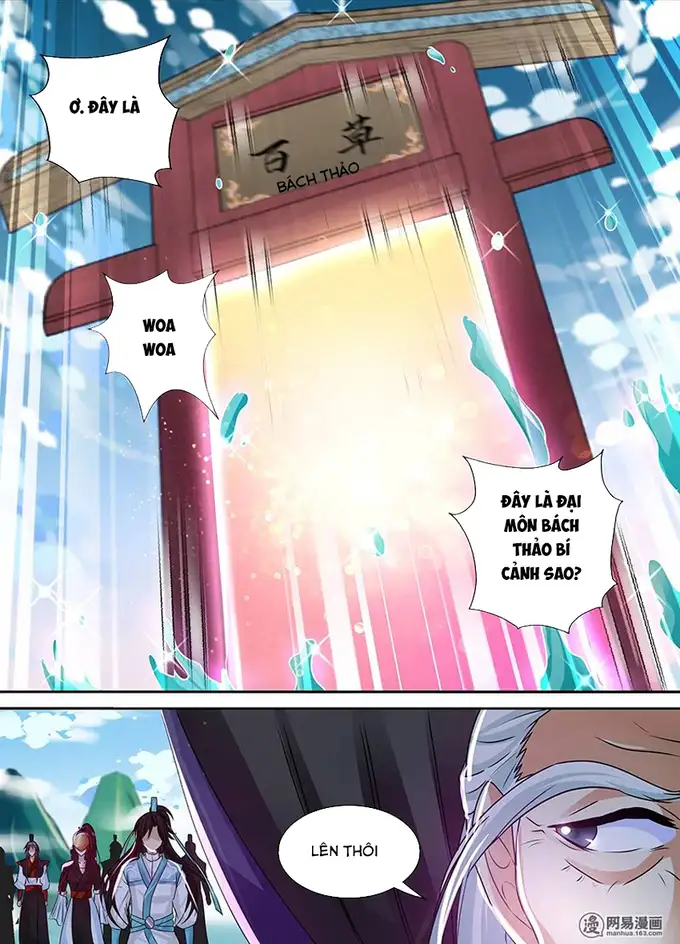 Ơ. ĐÂY LÀ
百草
BÁCH THẢO
WOA
WOA
ĐÂY LÀ ĐẠI
MÔN BÁCH
THẢO BÍ
CẢNH SAO?
LÊN THÔI
漫 网易漫画
manhua.163.com